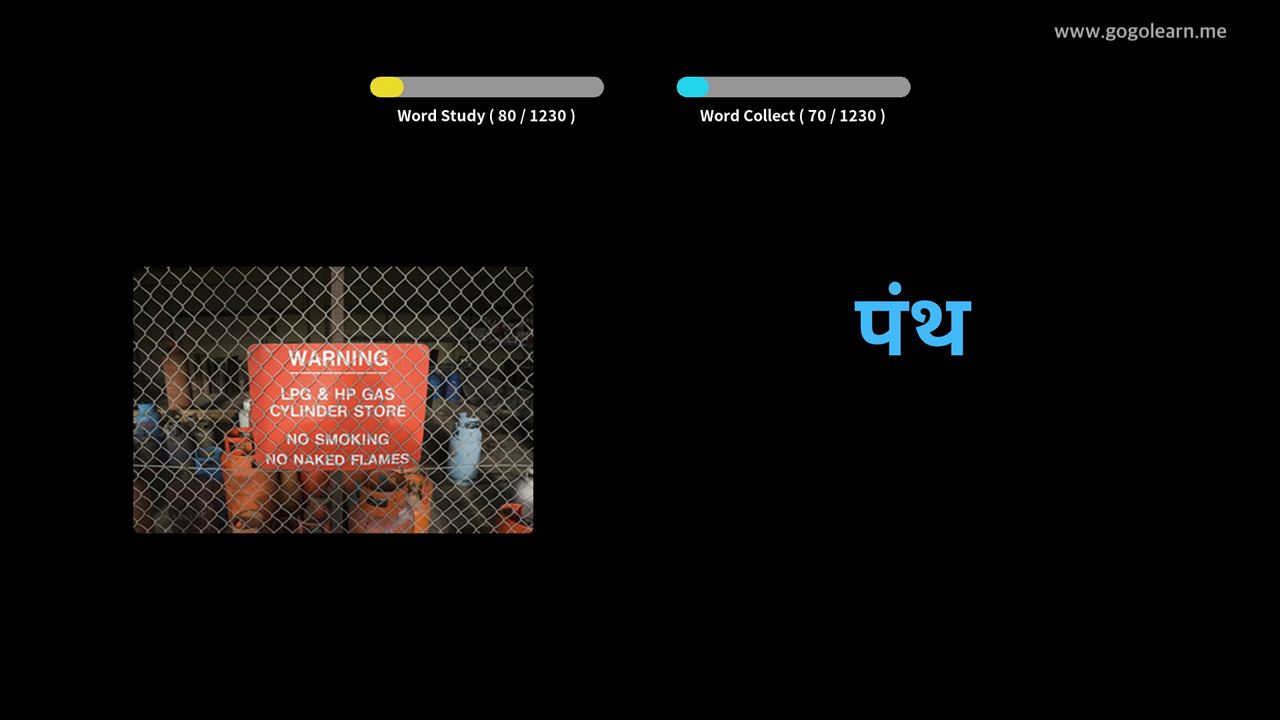 www.gogolearn.me
Word Study ( 80 / 1230 )
Word Collect ( 70 / 1230 )
WARNING
LPG & HP GAS
CYLINDER STORE
NO SMOKING
NO NAKED FLAMES
पंथ